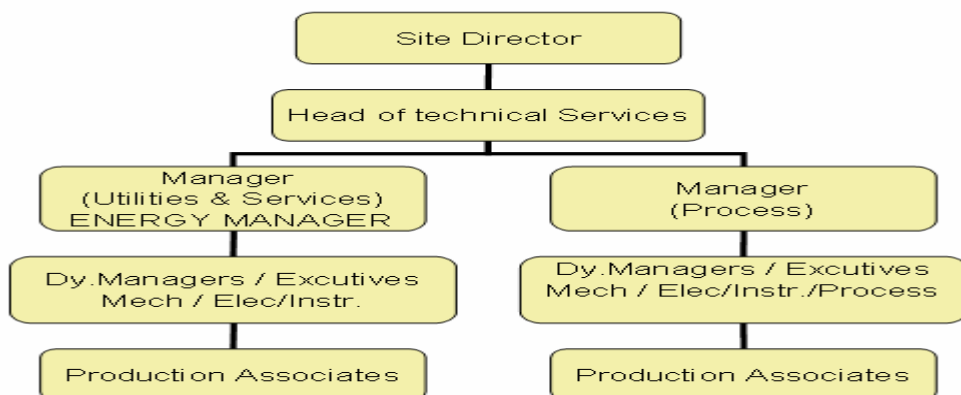 Site Director
Head of technical Services
Manager
(Utilities & Services)
ENERGY MANAGER
Manager
(Process)
Dy.Managers / Excutives
Mech / Elec/Instr.
Dy.Managers / Excutives
Mech / Elec/Instr./Process
Production Associates
Production Associates